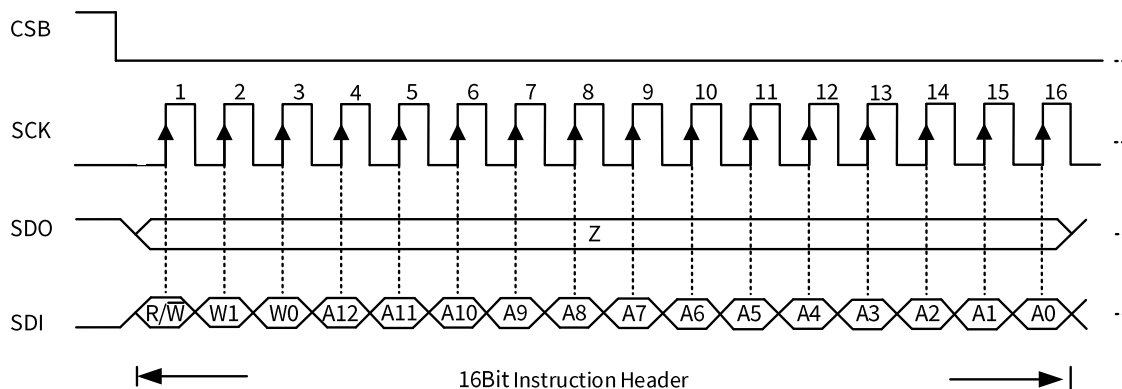 CSB
1 2 3 4 5 6 7 8 9 10 11 12 13 14 15 16
SCK
SDO
Z
SDI
R/W̅ W1 W0 A12 A11 A10 A9 A8 A7 A6 A5 A4 A3 A2 A1 A0
16Bit Instruction Header